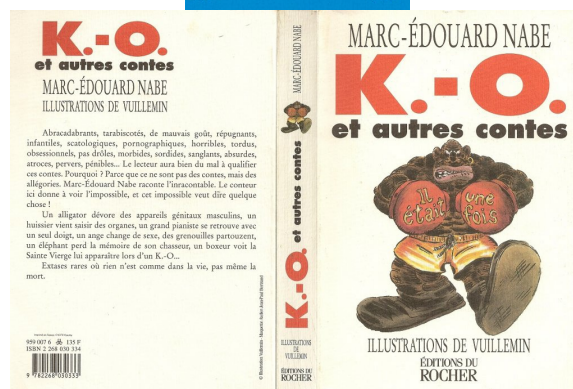 K.-O.
et autres contes
MARC-ÉDOUARD NABE
ILLUSTRATIONS DE VUILLEMIN
Abracadabrants, tarabiscotés, de mauvais goût, répugnants,
infantiles, scatologiques, pornographiques, horribles, tordus,
obsessionnels, pas drôles, morbides, sordides, sanglants, absurdes,
atroces, pervers, pénibles... Le lecteur aura bien du mal à qualifier
ces contes. Pourquoi ? Parce que ce ne sont pas des contes, mais des
allégories. Marc-Édouard Nabe raconte l'inracontable. Le conteur
ici donne à voir l'impossible, et cet impossible veut dire quelque
chose !
Un alligator dévore des appareils génitaux masculins, un
huissier vient saisir des organes, un grand pianiste se retrouve avec
un seul doigt, un ange change de sexe, des grenouilles partouzent,
un éléphant perd la mémoire de son chasseur, un boxeur voit la
Sainte Vierge lui apparaître lors d'un K.-O...
Extases rares où rien n'est comme dans la vie, pas même la
mort.
959 007 6
135 F
ISBN 2 268 030 334
9 782268 030333
MARC-ÉDOUARD NABE
K.-O. et autres contes
ILLUSTRATIONS
DE VUILLEMIN
ÉDITIONS DU
ROCHER
MARC-ÉDOUARD NABE
K.-O.
et autres contes
Il était
une fois
ILLUSTRATIONS DE VUILLEMIN
ÉDITIONS DU
ROCHER